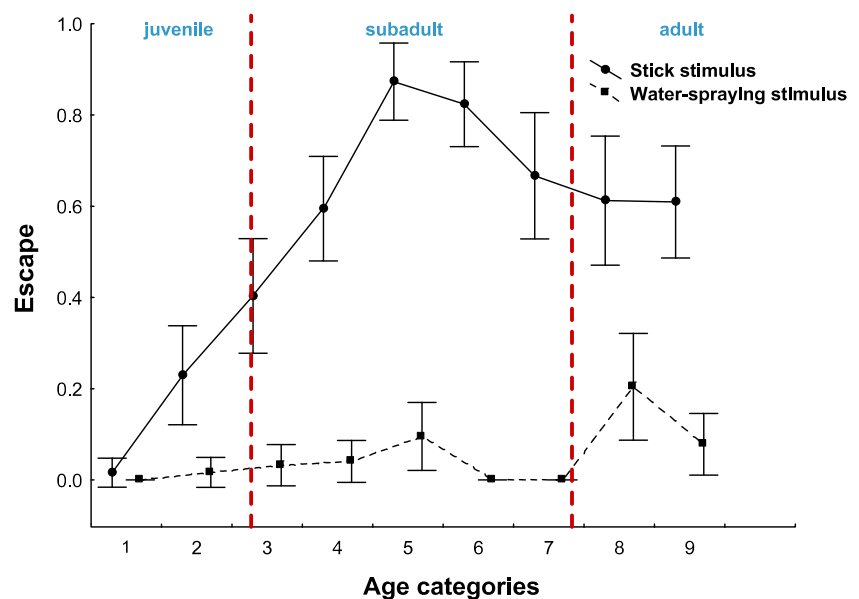 juvenile subadult adult
Stick stimulus
Water-spraying stimulus
Escape
1.0
0.8
0.6
0.4
0.2
0.0
1 2 3 4 5 6 7 8 9
Age categories